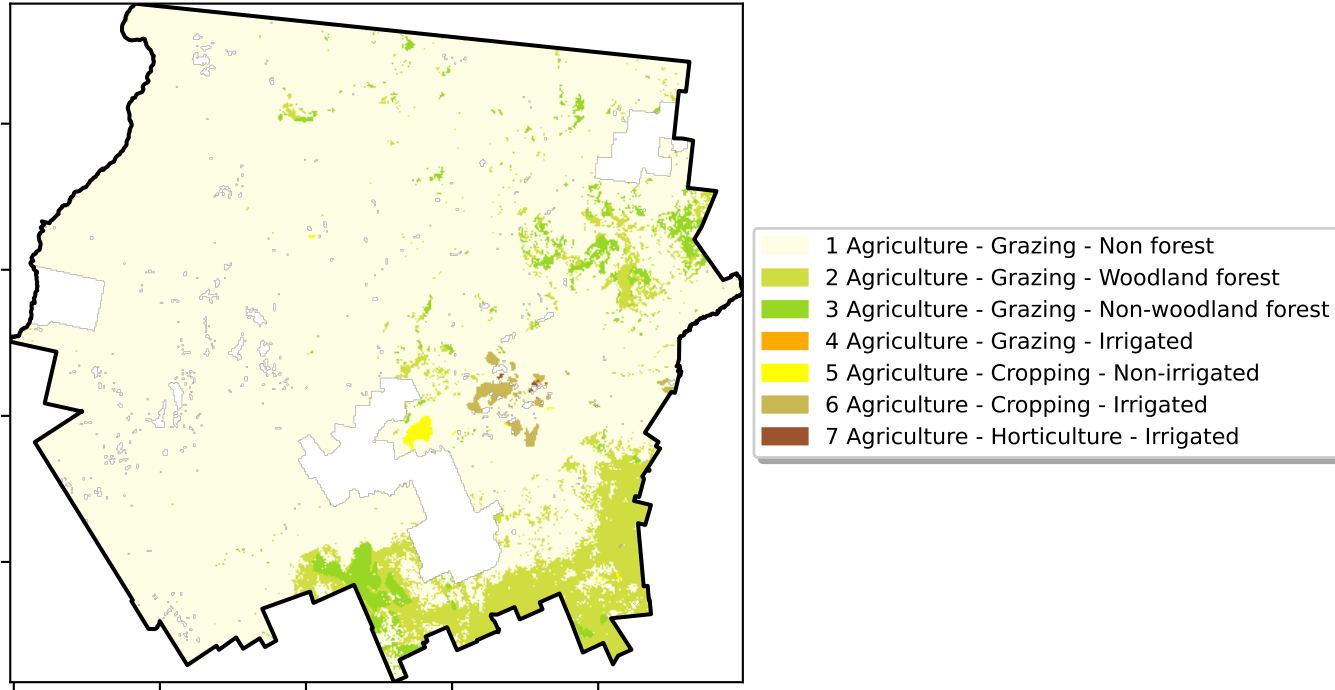 1 Agriculture - Grazing - Non forest
2 Agriculture - Grazing - Woodland forest
3 Agriculture - Grazing - Non-woodland forest
4 Agriculture - Grazing - Irrigated
5 Agriculture - Cropping - Non-irrigated
6 Agriculture - Cropping - Irrigated
7 Agriculture - Horticulture - Irrigated